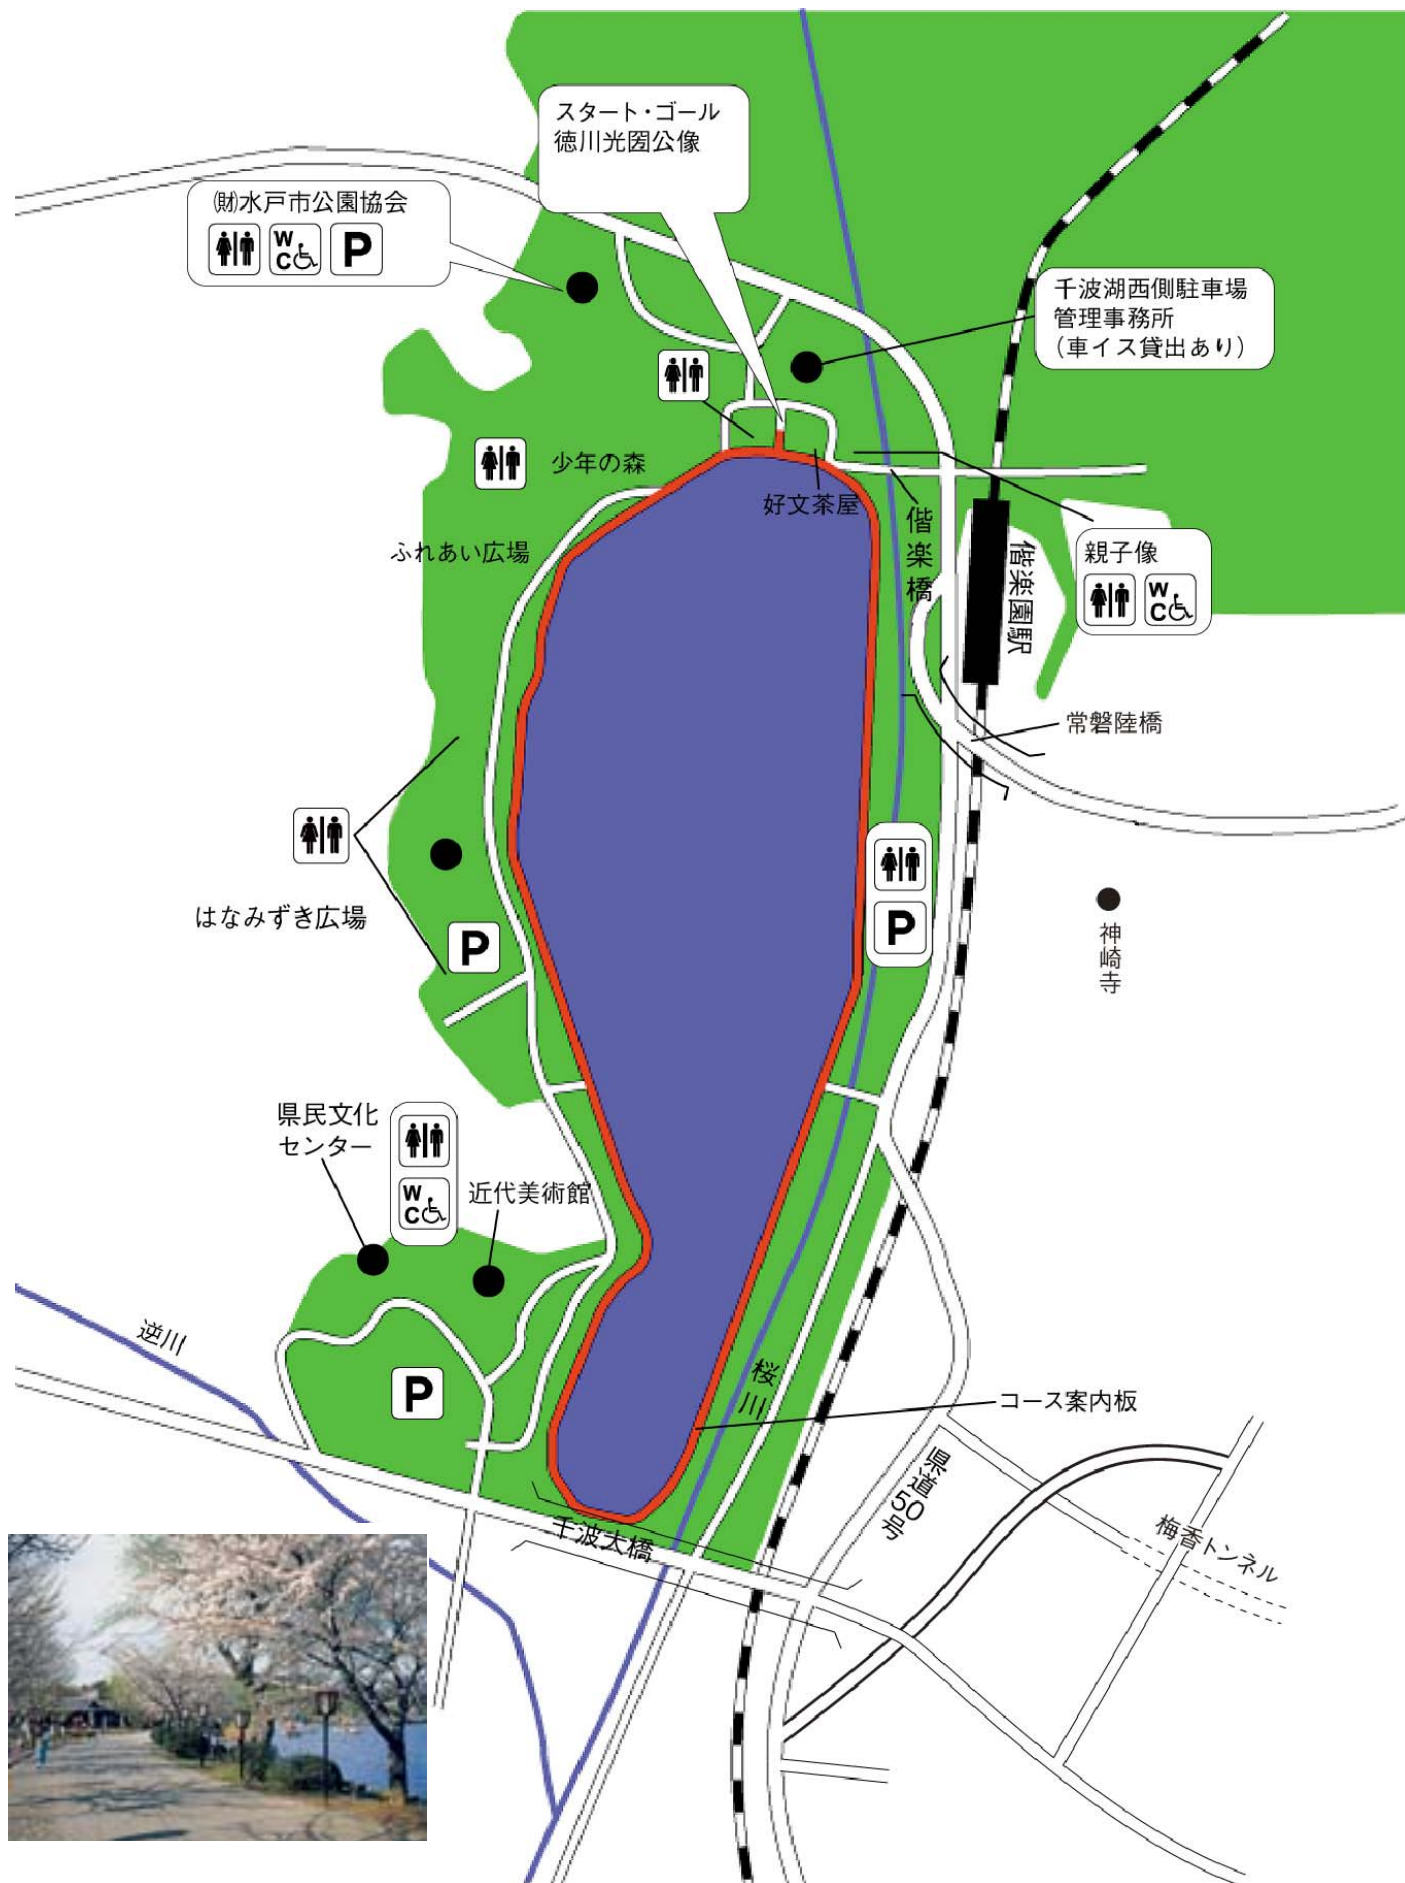 スタート・ゴール
徳川光圀公像
㈶水戸市公園協会
WC
P
千波湖西側駐車場
管理事務所
（車イス貸出あり）
少年の森
好文茶屋
偕楽橋
ふれあい広場
偕楽園駅
親子像
WC
常磐陸橋
はなみずき広場
P
P
神崎寺
県民文化
センター
WC
近代美術館
逆川
P
桜川
コース案内板
県道50号
千波大橋
梅香トンネル